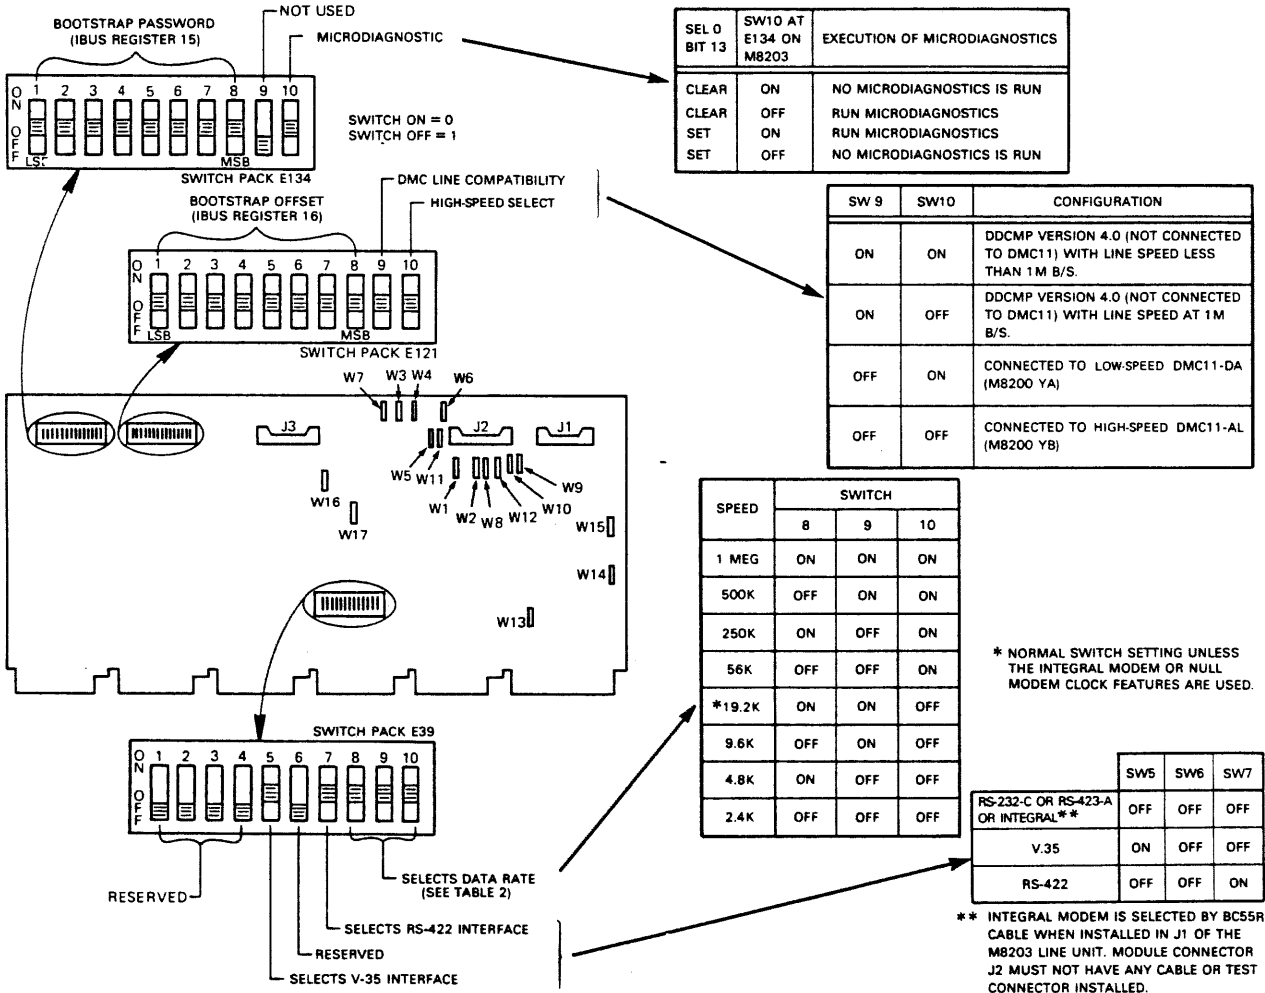 BOOTSTRAP PASSWORD
(IBUS REGISTER 15)
NOT USED
MICRODIAGNOSTIC
1 2 3 4 5 6 7 8 9 10
ON
OFF
MSB
SWITCH PACK E134
SWITCH ON = 0
SWITCH OFF = 1
SEL 0 BIT 13 | SW10 AT E134 ON M8203 | EXECUTION OF MICRODIAGNOSTICS
CLEAR ON NO MICRODIAGNOSTICS IS RUN
CLEAR OFF RUN MICRODIAGNOSTICS
SET ON RUN MICRODIAGNOSTICS
SET OFF NO MICRODIAGNOSTICS IS RUN
BOOTSTRAP OFFSET
(IBUS REGISTER 16)
DMC LINE COMPATIBILITY
HIGH-SPEED SELECT
1 2 3 4 5 6 7 8 9 10
ON
OFF
LSB MSB
SWITCH PACK E121
SW 9 SW10 CONFIGURATION
ON ON DDCMP VERSION 4.0 (NOT CONNECTED
TO DMC11) WITH LINE SPEED LESS
THAN 1M B/S.
ON OFF DDCMP VERSION 4.0 (NOT CONNECTED
TO DMC11) WITH LINE SPEED AT 1M
B/S.
OFF ON CONNECTED TO LOW-SPEED DMC11-DA
(M8200 YA)
OFF OFF CONNECTED TO HIGH-SPEED DMC11-AL
(M8200 YB)
W7 W3 W4 W6
J3 J2 J1
W5 W11
W9
W16 W1 W2 W8 W12 W10
W17 W15
W14
W13
SPEED SWITCH
8 9 10
1 MEG ON ON ON
500K OFF ON ON
250K ON OFF ON
56K OFF OFF ON
*19.2K ON ON OFF
9.6K OFF ON OFF
4.8K ON OFF OFF
2.4K OFF OFF OFF
* NORMAL SWITCH SETTING UNLESS
THE INTEGRAL MODEM OR NULL
MODEM CLOCK FEATURES ARE USED.
SWITCH PACK E39
1 2 3 4 5 6 7 8 9 10
ON
OFF
RESERVED
SELECTS DATA RATE
(SEE TABLE 2)
SELECTS RS-422 INTERFACE
RESERVED
SELECTS V-35 INTERFACE
SW5 SW6 SW7
RS-232-C OR RS-423-A
OR INTEGRAL** OFF OFF OFF
V.35 ON OFF OFF
RS-422 OFF OFF ON
** INTEGRAL MODEM IS SELECTED BY BC55R
CABLE WHEN INSTALLED IN J1 OF THE
M8203 LINE UNIT. MODULE CONNECTOR
J2 MUST NOT HAVE ANY CABLE OR TEST
CONNECTOR INSTALLED.